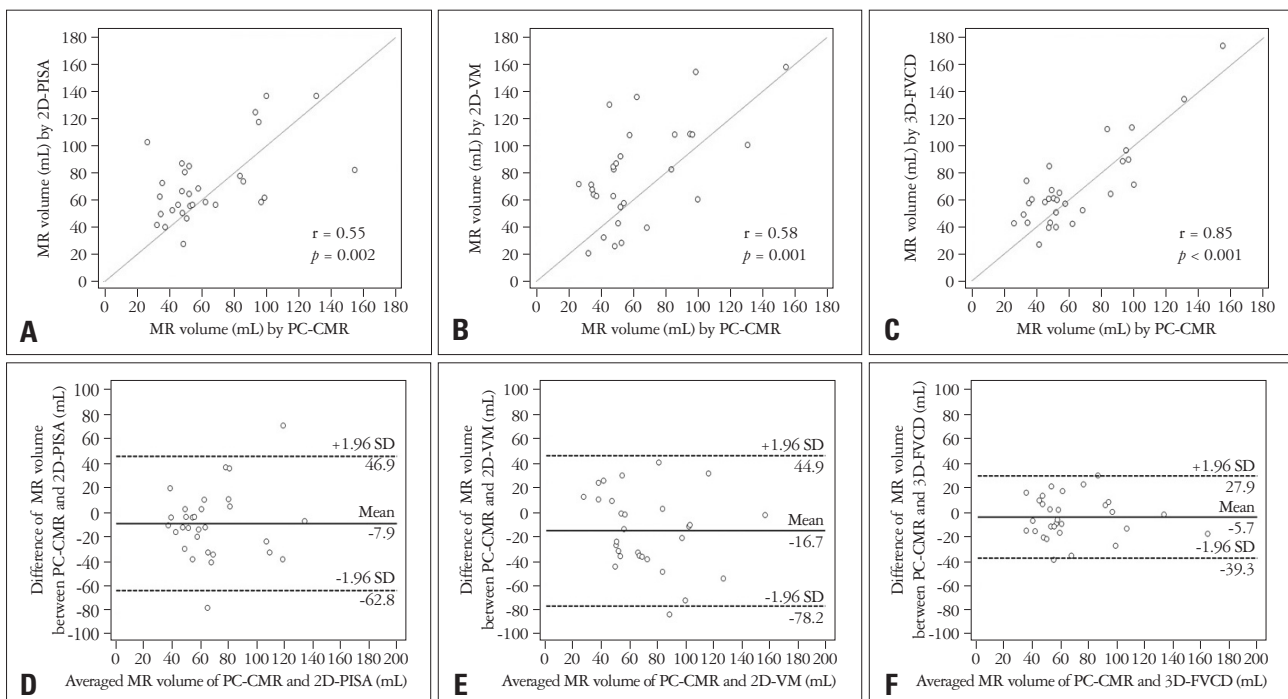 MR volume (mL) by 2D-PISA
180
160
140
120
100
80
60
40
20
0
r = 0.55
p = 0.002
0 20 40 60 80 100 120 140 160 180
MR volume (mL) by PC-CMR
A
MR volume (mL) by 2D-VM
180
160
140
120
100
80
60
40
20
0
r = 0.58
p = 0.001
0 20 40 60 80 100 120 140 160 180
MR volume (mL) by PC-CMR
B
MR volume (mL) by 3D-FVCD
180
160
140
120
100
80
60
40
20
0
r = 0.85
p < 0.001
0 20 40 60 80 100 120 140 160 180
MR volume (mL) by PC-CMR
C
Difference of MR volume
between PC-CMR and 2D-PISA (mL)
100
80
60
40
20
0
-20
-40
-60
-80
-100
+1.96 SD
46.9
Mean
-7.9
-1.96 SD
-62.8
0 20 40 60 80 100 120 140 160 180 200
Averaged MR volume of PC-CMR and 2D-PISA (mL)
D
Difference of MR volume
between PC-CMR and 2D-VM (mL)
100
80
60
40
20
0
-20
-40
-60
-80
-100
+1.96 SD
44.9
Mean
-16.7
-1.96 SD
-78.2
0 20 40 60 80 100 120 140 160 180 200
Averaged MR volume of PC-CMR and 2D-VM (mL)
E
Difference of MR volume
between PC-CMR and 3D-FVCD (mL)
100
80
60
40
20
0
-20
-40
-60
-80
-100
+1.96 SD
27.9
Mean
-5.7
-1.96 SD
-39.3
0 20 40 60 80 100 120 140 160 180 200
Averaged MR volume of PC-CMR and 3D-FVCD (mL)
F